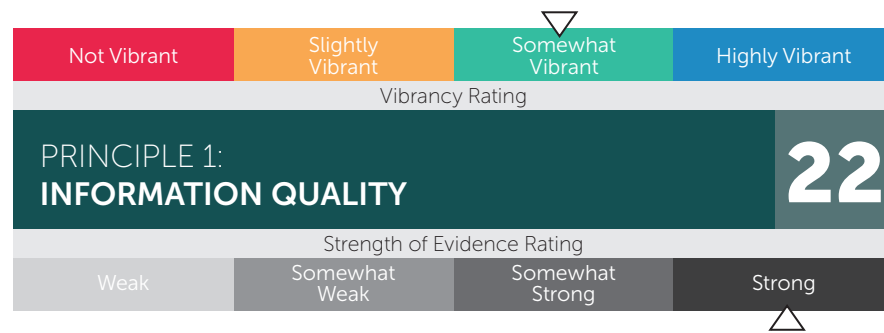 Not Vibrant
Slightly
Vibrant
Somewhat
Vibrant
Highly Vibrant
Vibrancy Rating
PRINCIPLE 1:
INFORMATION QUALITY
22
Strength of Evidence Rating
Weak
Somewhat
Weak
Somewhat
Strong
Strong